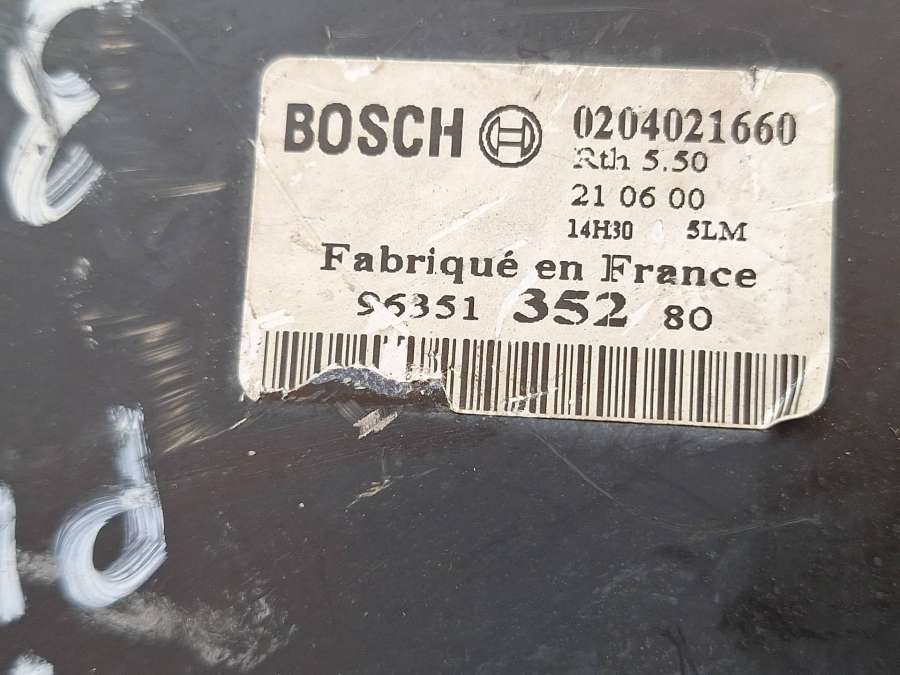 BOSCH 0204021660
Rth 5.50
21 06 00
14H30 5LM
Fabriqué en France
96351 352 80